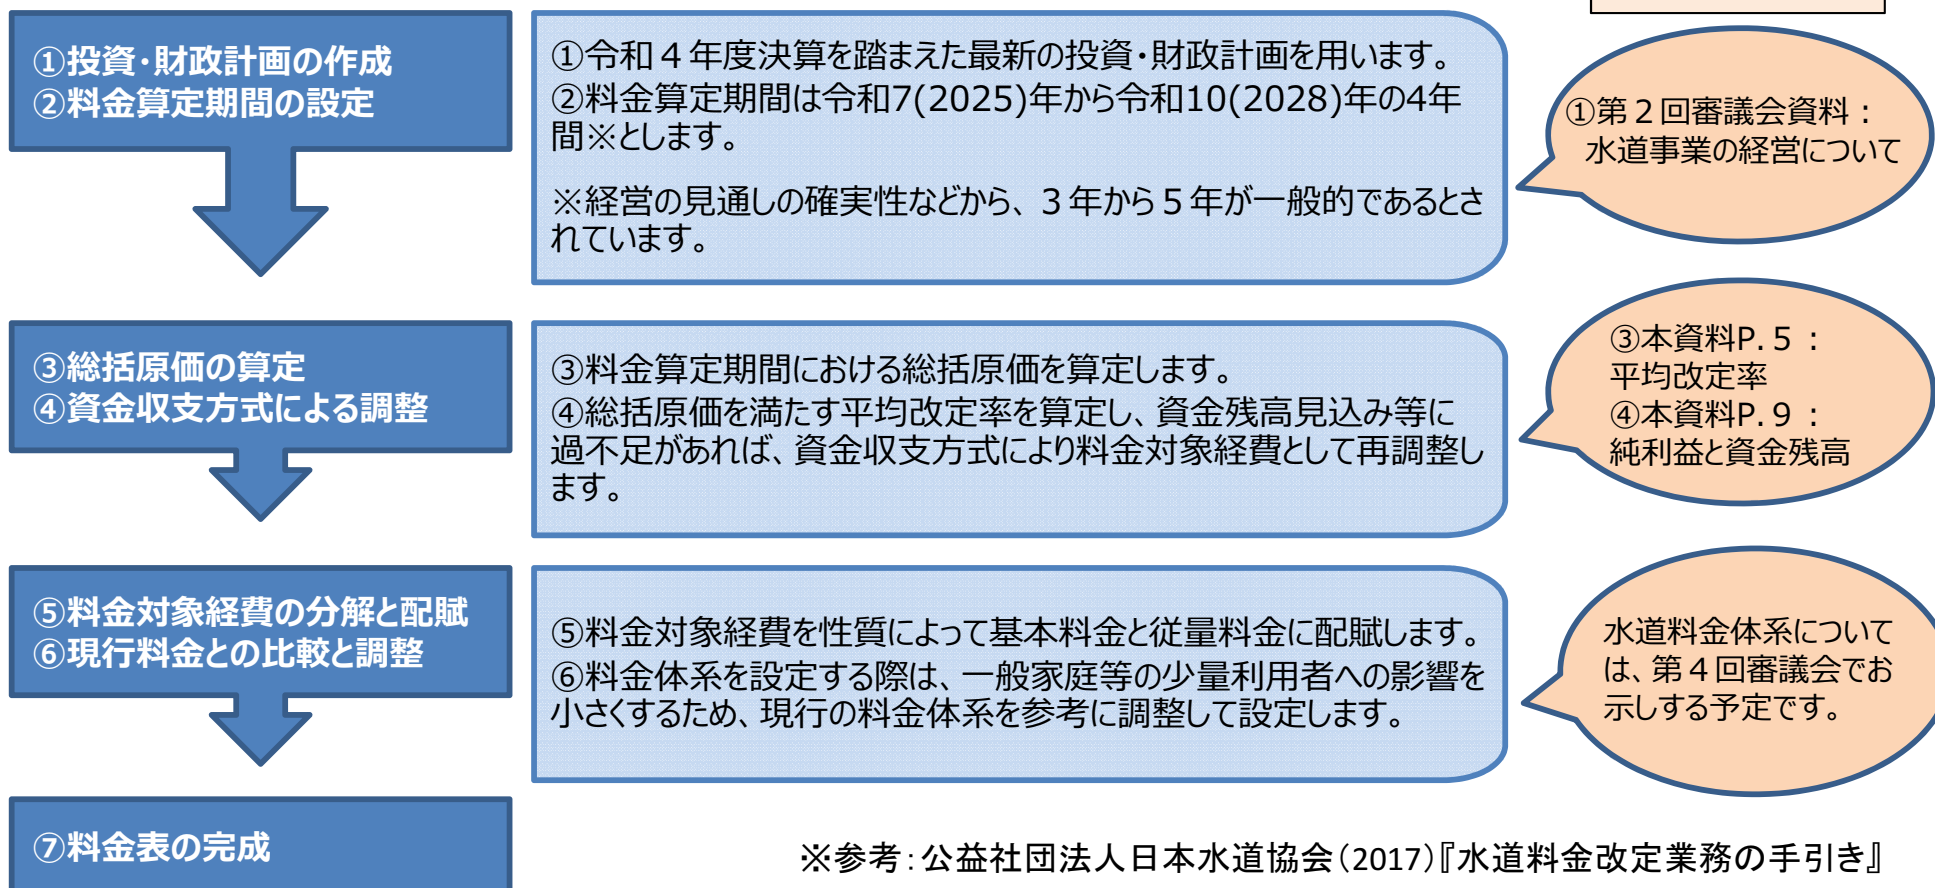 ①投資・財政計画の作成
②料金算定期間の設定
①令和４年度決算を踏まえた最新の投資・財政計画を用います。
②料金算定期間は令和7(2025)年から令和10(2028)年の4年
間※とします。
※経営の見通しの確実性などから、３年から５年が一般的であるとさ
れています。
①第２回審議会資料：
水道事業の経営について
③総括原価の算定
④資金収支方式による調整
③料金算定期間における総括原価を算定します。
④総括原価を満たす平均改定率を算定し、資金残高見込み等に
過不足があれば、資金収支方式により料金対象経費として再調整し
ます。
③本資料P.５：
平均改定率
④本資料P.９：
純利益と資金残高
⑤料金対象経費の分解と配賦
⑥現行料金との比較と調整
⑤料金対象経費を性質によって基本料金と従量料金に配賦します。
⑥料金体系を設定する際は、一般家庭等の少量利用者への影響を
小さくするため、現行の料金体系を参考に調整して設定します。
水道料金体系について
は、第４回審議会でお
示しする予定です。
⑦料金表の完成
※参考：公益社団法人日本水道協会（2017）『水道料金改定業務の手引き』